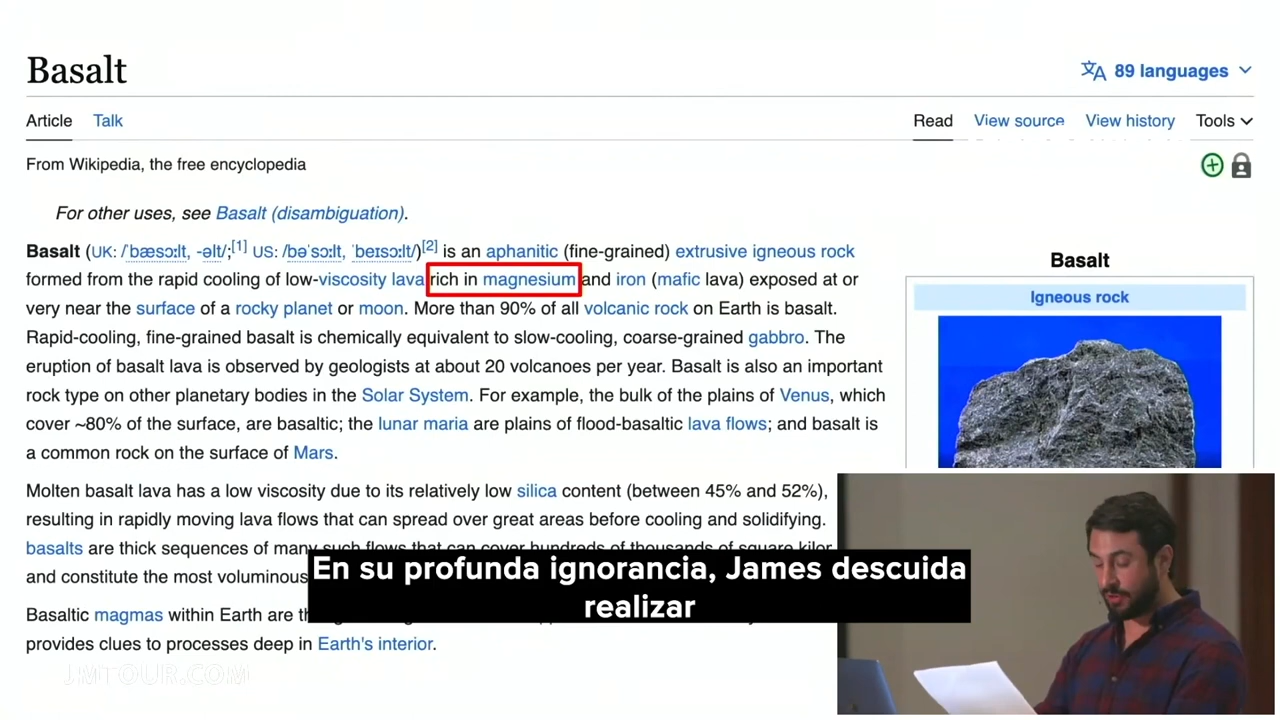 Basalt
89 languages
Article Talk
Read View source View history Tools
From Wikipedia, the free encyclopedia
For other uses, see Basalt (disambiguation).
Basalt (UK: /ˈbæsɔːlt, -əlt/;[1] US: /bəˈsɔːlt, ˈbeɪsɔːlt/)[2] is an aphanitic (fine-grained) extrusive igneous rock
formed from the rapid cooling of low-viscosity lava rich in magnesium and iron (mafic lava) exposed at or
very near the surface of a rocky planet or moon. More than 90% of all volcanic rock on Earth is basalt.
Rapid-cooling, fine-grained basalt is chemically equivalent to slow-cooling, coarse-grained gabbro. The
eruption of basalt lava is observed by geologists at about 20 volcanoes per year. Basalt is also an important
rock type on other planetary bodies in the Solar System. For example, the bulk of the plains of Venus, which
cover ~80% of the surface, are basaltic; the lunar maria are plains of flood-basaltic lava flows; and basalt is
a common rock on the surface of Mars.
Basalt
Igneous rock
Molten basalt lava has a low viscosity due to its relatively low silica content (between 45% and 52%),
resulting in rapidly moving lava flows that can spread over great areas before cooling and solidifying.
basalts are thick sequences of many such flows that can cover hundreds of thousands of square kilor
and constitute the most voluminous
Basaltic magmas within Earth are th
provides clues to processes deep in Earth's interior.
En su profunda ignorancia, James descuida
realizar
JMTOUR.COM